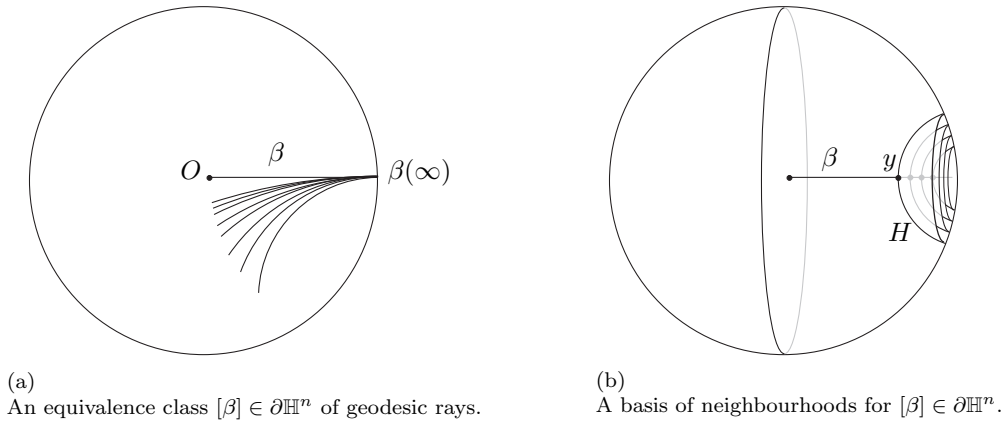 O
β
β(∞)
β
y
H
(a)
An equivalence class [β] ∈ ∂ℍⁿ of geodesic rays.
(b)
A basis of neighbourhoods for [β] ∈ ∂ℍⁿ.